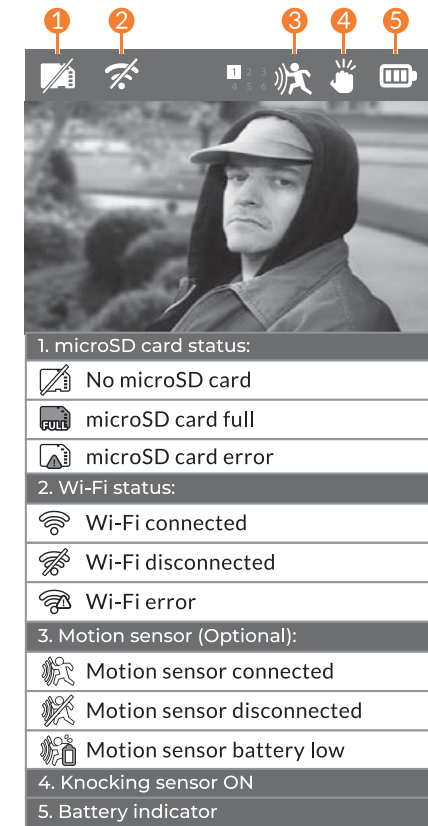 1 2 3 4 5
1 2 3
4 5 6
1. microSD card status:
No microSD card
FULL microSD card full
microSD card error
2. Wi-Fi status:
Wi-Fi connected
Wi-Fi disconnected
Wi-Fi error
3. Motion sensor (Optional):
Motion sensor connected
Motion sensor disconnected
Motion sensor battery low
4. Knocking sensor ON
5. Battery indicator